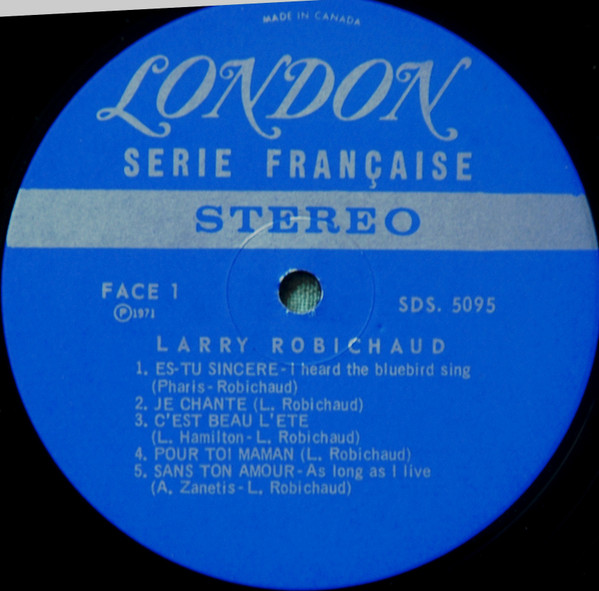 MADE IN CANADA
LONDON
SERIE FRANÇAISE
STEREO
FACE 1
SDS. 5095
Ⓟ1971
LARRY ROBICHAUD
1. ES-TU SINCERE - I heard the bluebird sing
(Pharis - Robichaud)
2. JE CHANTE (L. Robichaud)
3. C'EST BEAU L'ETE
(L. Hamilton - L. Robichaud)
4. POUR TOI MAMAN (L. Robichaud)
5. SANS TON AMOUR - As long as I live
(A. Zanetis - L. Robichaud)